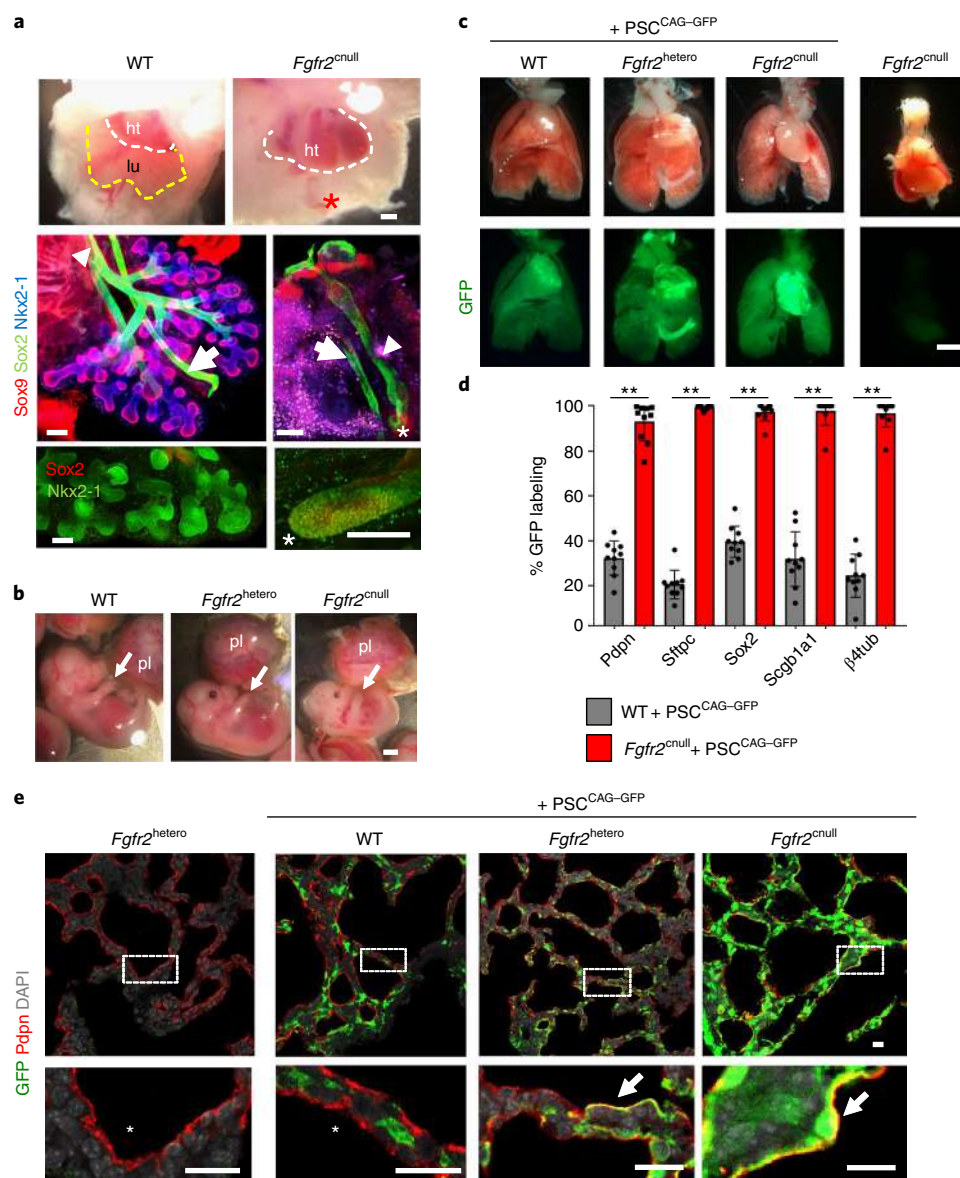 a
WT
Fgfr2cnull
ht
lu
ht
*
Sox9 Sox2 Nkx2-1
*
Sox2
Nkx2-1
*
b
WT
Fgfr2hetero
Fgfr2cnull
pl
pl
pl
c
+ PSCCAG–GFP
WT
Fgfr2hetero
Fgfr2cnull
Fgfr2cnull
GFP
d
** ** ** ** **
100
80
60
40
20
0
% GFP labeling
Pdpn
Sftpc
Sox2
Scgb1a1
β4tub
WT + PSCCAG–GFP
Fgfr2cnull + PSCCAG–GFP
e
+ PSCCAG–GFP
Fgfr2hetero
WT
Fgfr2hetero
Fgfr2cnull
GFP Pdpn DAPI
*
*